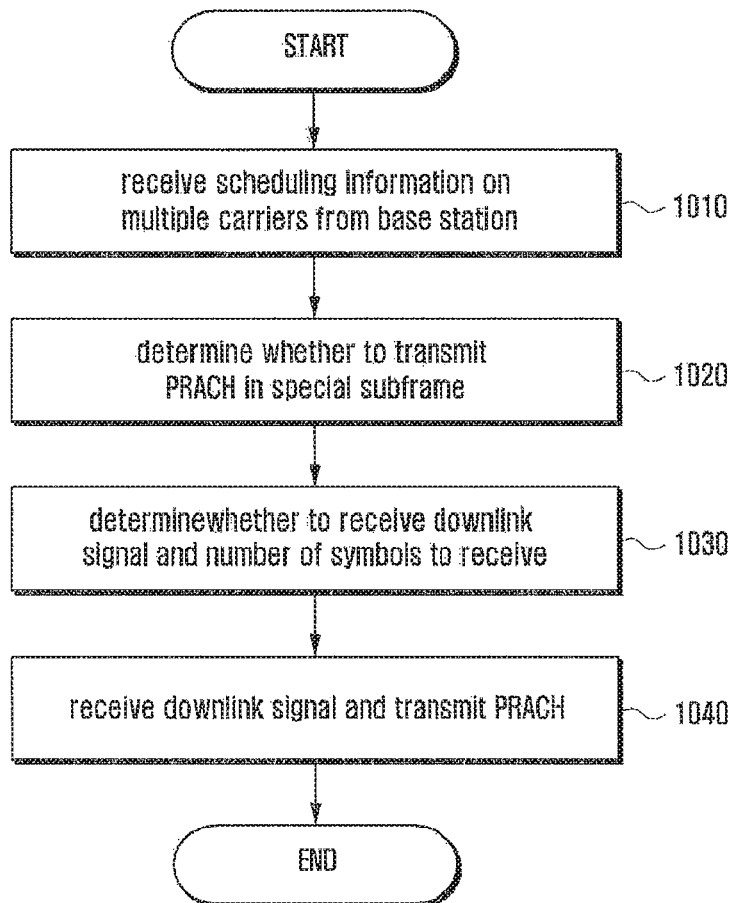 START
receive scheduling information on
multiple carriers from base station
1010
determine whether to transmit
PRACH in special subframe
1020
determinewhether to receive downlink
signal and number of symbols to receive
1030
receive downlink signal and transmit PRACH
1040
END